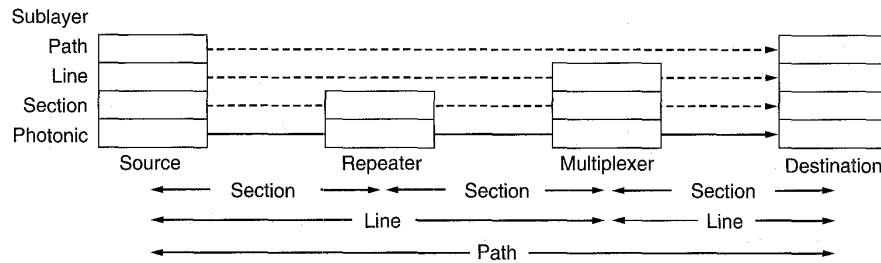 Sublayer
Path
Line
Section
Photonic
Source Repeater Multiplexer Destination
Section Section Section
Line Line
Path